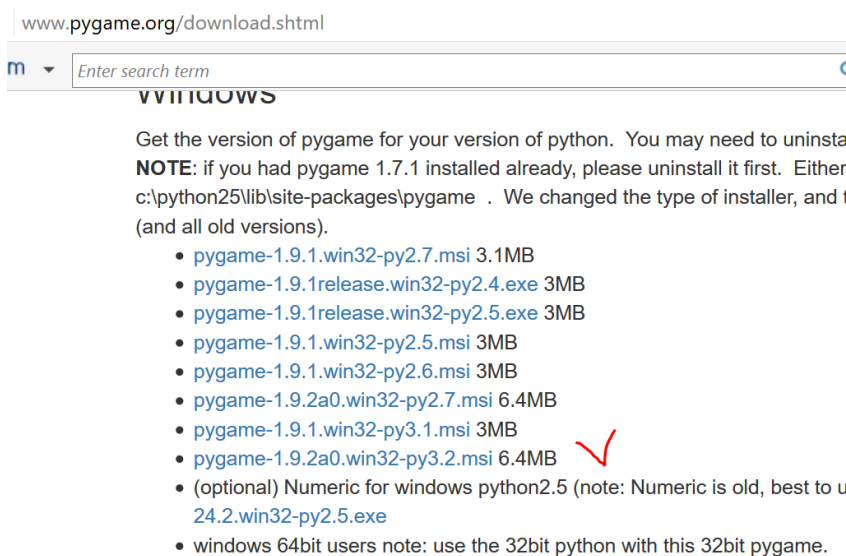 www.pygame.org/download.shtml
m Enter search term
Windows
Get the version of pygame for your version of python. You may need to uninsta
NOTE: if you had pygame 1.7.1 installed already, please uninstall it first. Either
c:\python25\lib\site-packages\pygame . We changed the type of installer, and t
(and all old versions).
• pygame-1.9.1.win32-py2.7.msi 3.1MB
• pygame-1.9.1release.win32-py2.4.exe 3MB
• pygame-1.9.1release.win32-py2.5.exe 3MB
• pygame-1.9.1.win32-py2.5.msi 3MB
• pygame-1.9.1.win32-py2.6.msi 3MB
• pygame-1.9.2a0.win32-py2.7.msi 6.4MB
• pygame-1.9.1.win32-py3.1.msi 3MB
• pygame-1.9.2a0.win32-py3.2.msi 6.4MB
• (optional) Numeric for windows python2.5 (note: Numeric is old, best to u
24.2.win32-py2.5.exe
• windows 64bit users note: use the 32bit python with this 32bit pygame.